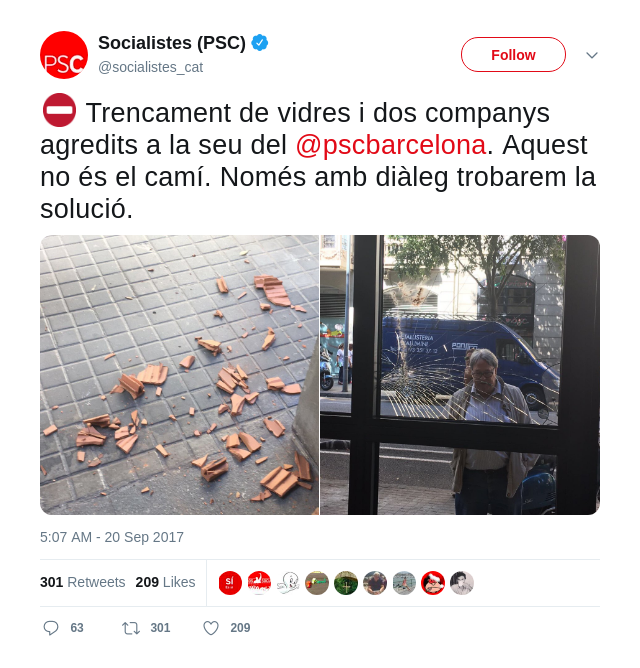 PSC
Socialistes (PSC)
@socialistes_cat
Follow
Trencament de vidres i dos companys
agredits a la seu del @pscbarcelona. Aquest
no és el camí. Només amb diàleg trobarem la
solució.
5:07 AM - 20 Sep 2017
301 Retweets 209 Likes
SÍ
63 301 209